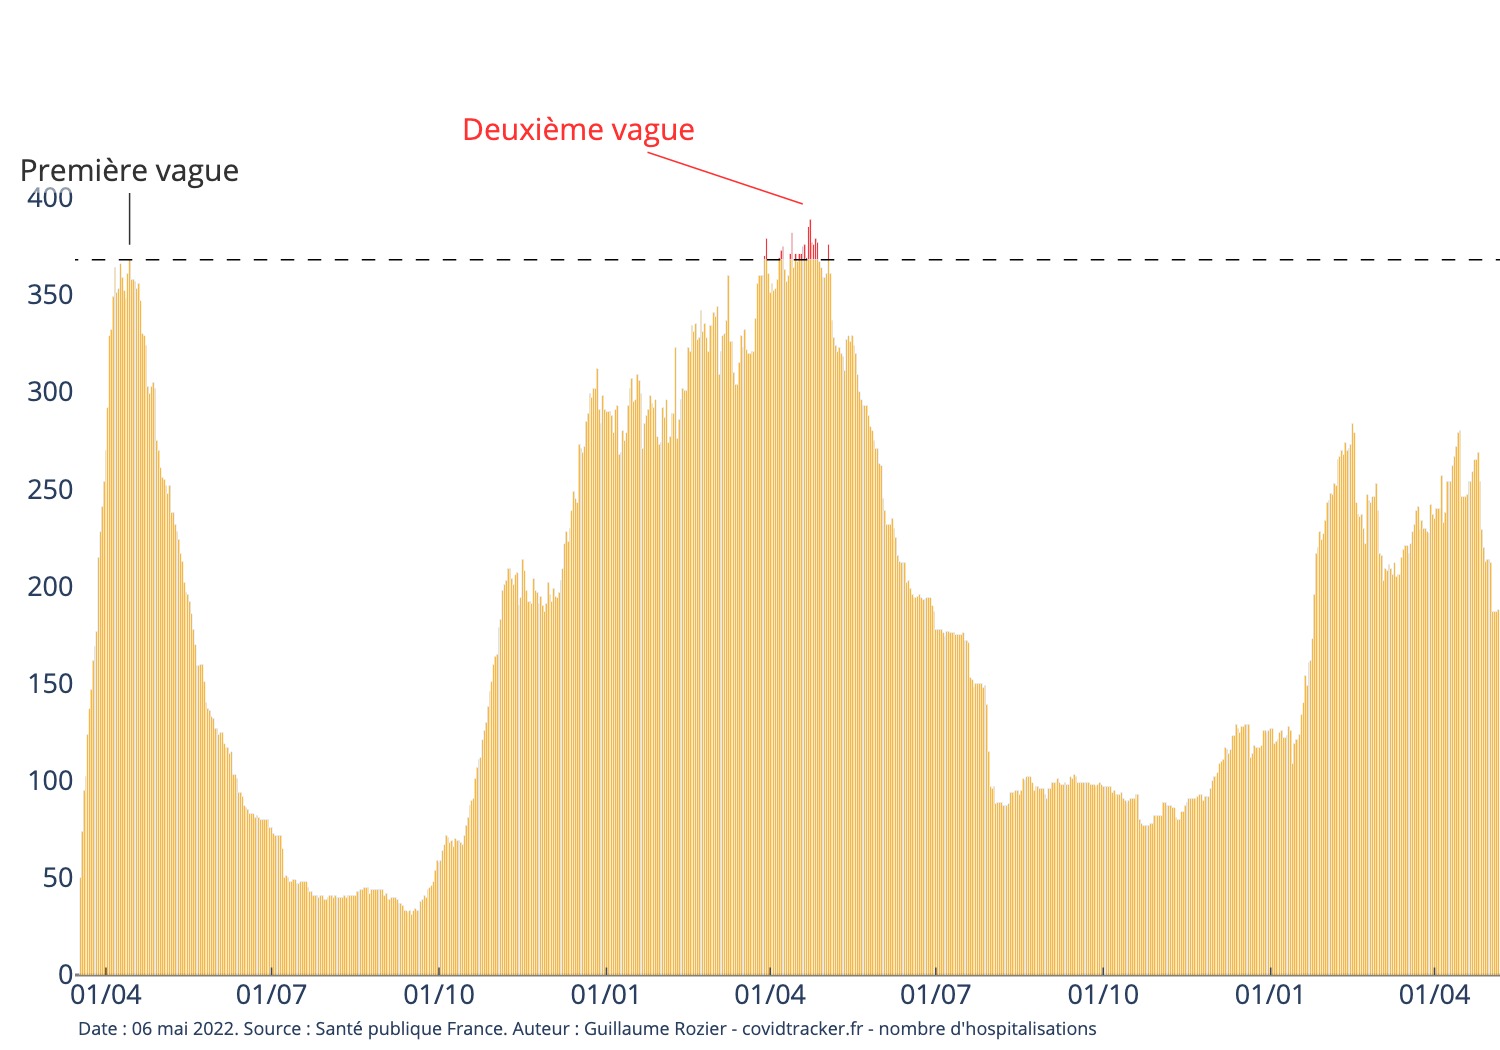 Deuxième vague
Première vague
400
350
300
250
200
150
100
50
0
01/04 01/07 01/10 01/01 01/04 01/07 01/10 01/01 01/04
Date : 06 mai 2022. Source : Santé publique France. Auteur : Guillaume Rozier - covidtracker.fr - nombre d'hospitalisations